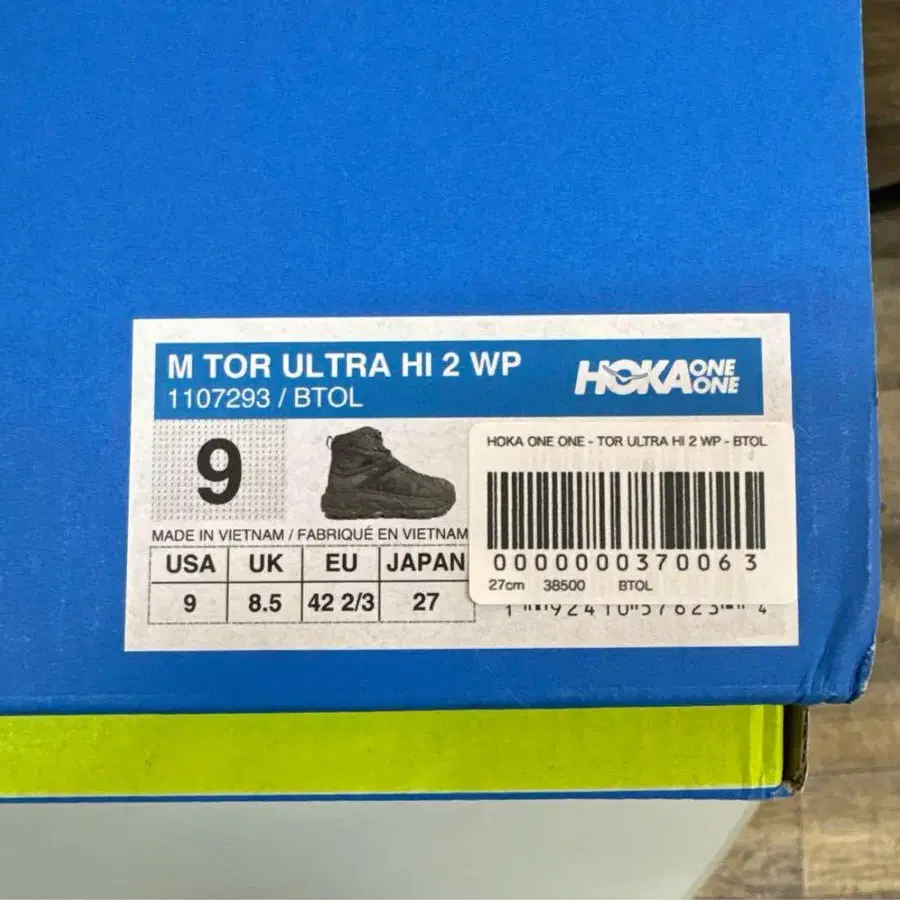 M TOR ULTRA HI 2 WP
1107293 / BTOL
HOKA ONE ONE
9
MADE IN VIETNAM / FABRIQUÉ EN VIETNAM
USA UK EU JAPAN
9 8.5 42 2/3 27
HOKA ONE ONE - TOR ULTRA HI 2 WP - BTOL
0000000370063
27cm 38500 BTOL